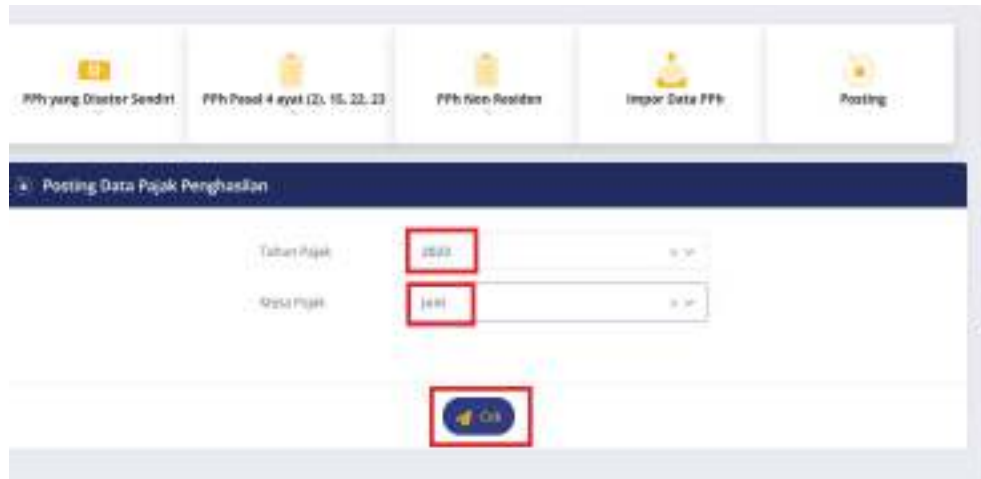 PPh yang Disetor Sendiri
PPh Pasal 4 ayat (2), 15, 22, 23
PPh Non Residen
Impor Data PPh
Posting
Posting Data Pajak Penghasilan
Tahun Pajak
Masa Pajak
Juni
Cek